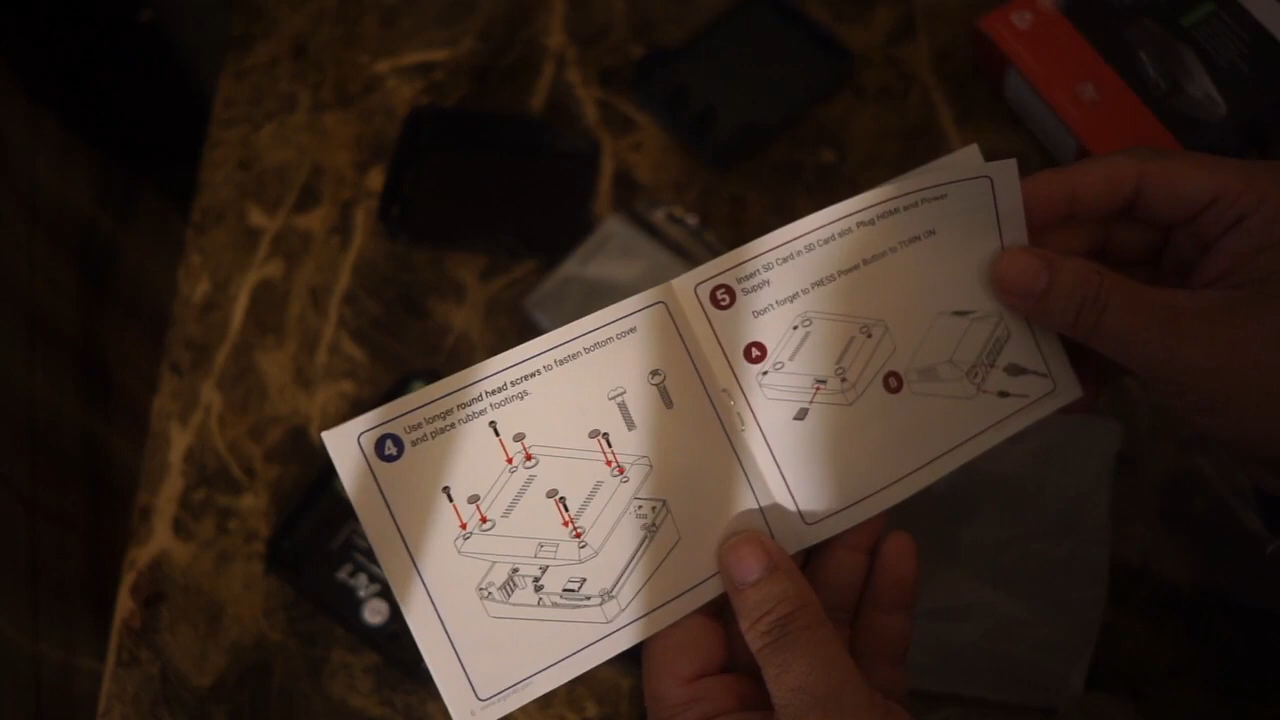 4
Use longer round head screws to fasten bottom cover
and place rubber footings.
5
Insert SD Card in SD Card slot. Plug HDMI and Power
Supply.
Don't forget to PRESS Power Button to TURN ON.
A
B
6